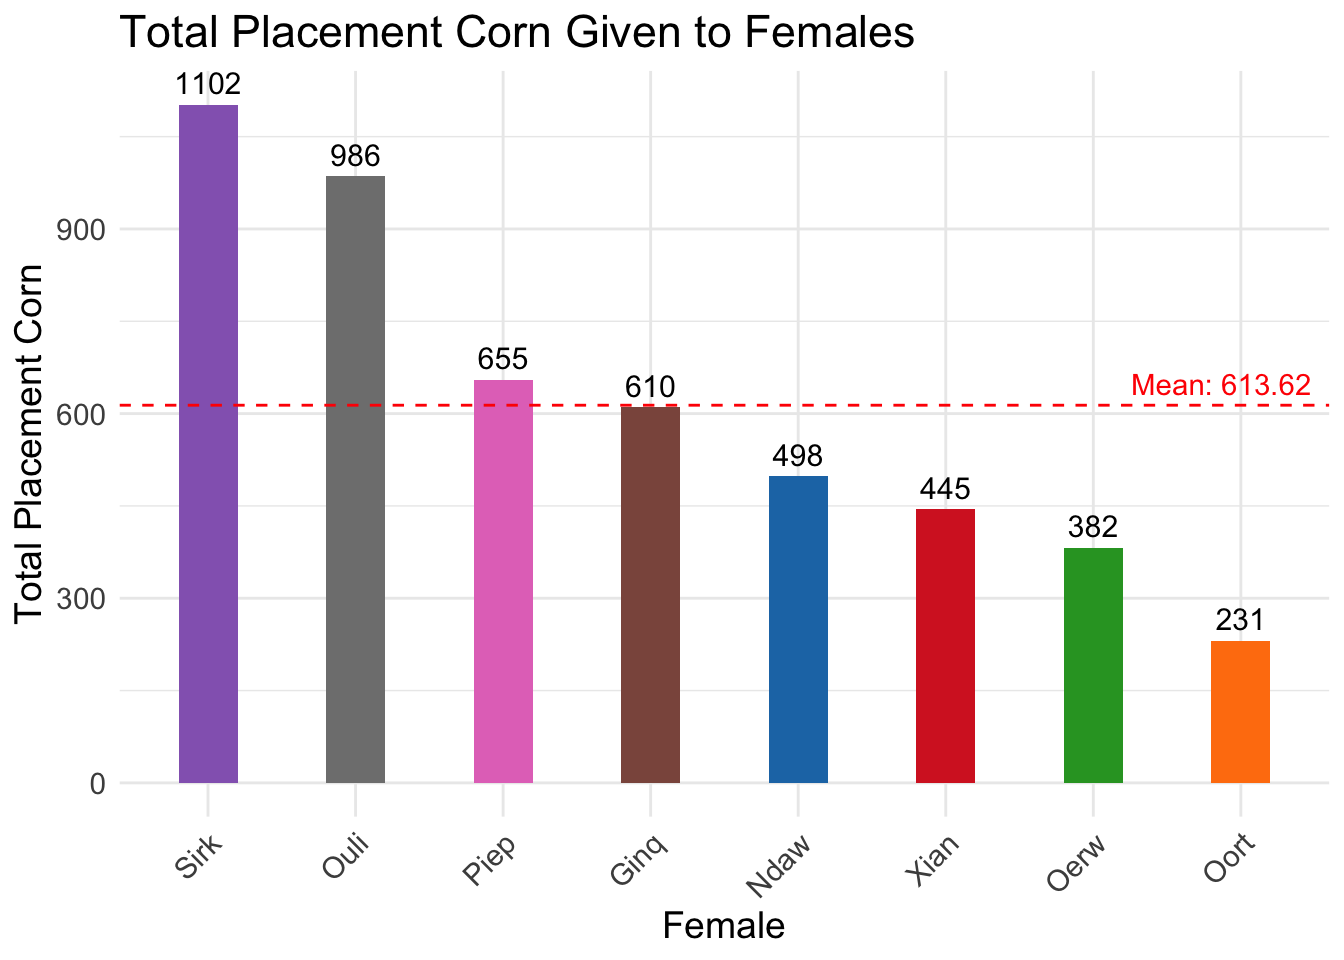 Total Placement Corn Given to Females
1102
986
655
610
498
445
382
231
Mean: 613.62
900
600
300
0
Total Placement Corn
Sirk
Ouli
Piep
Ginq
Ndaw
Xian
Oerw
Oort
Female